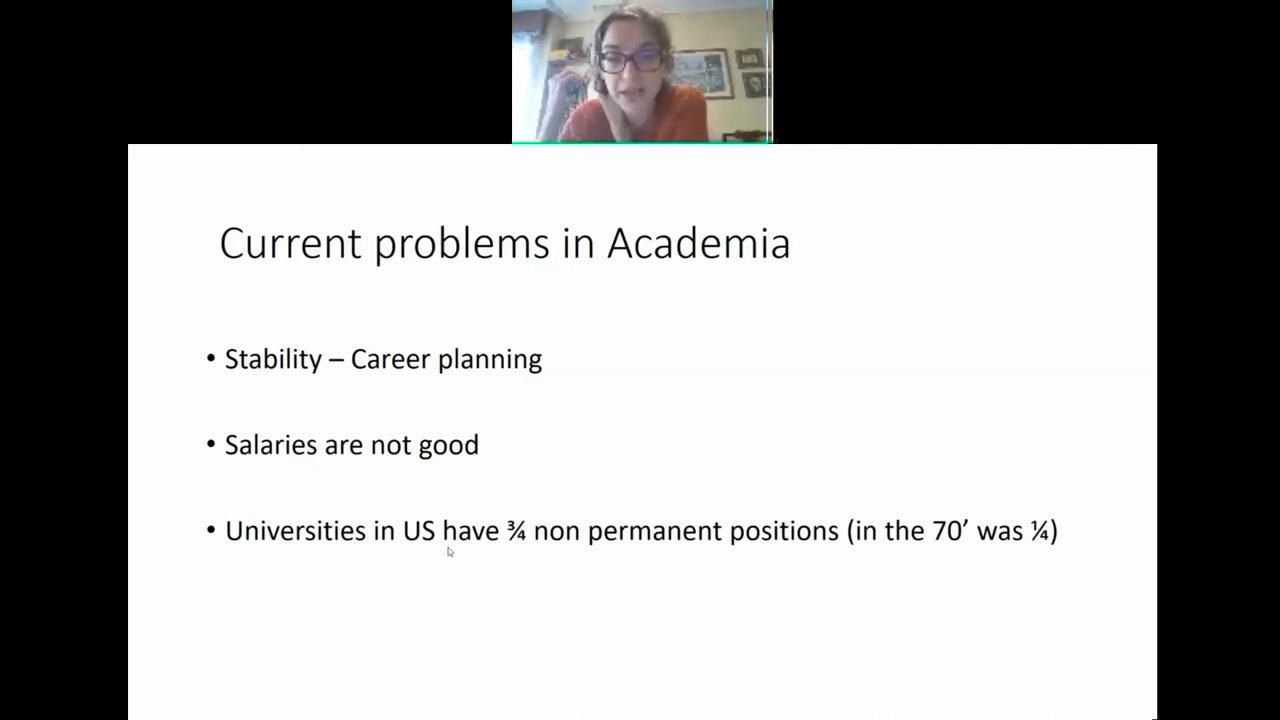 Current problems in Academia
• Stability – Career planning
• Salaries are not good
• Universities in US have ¾ non permanent positions (in the 70’ was ¼)